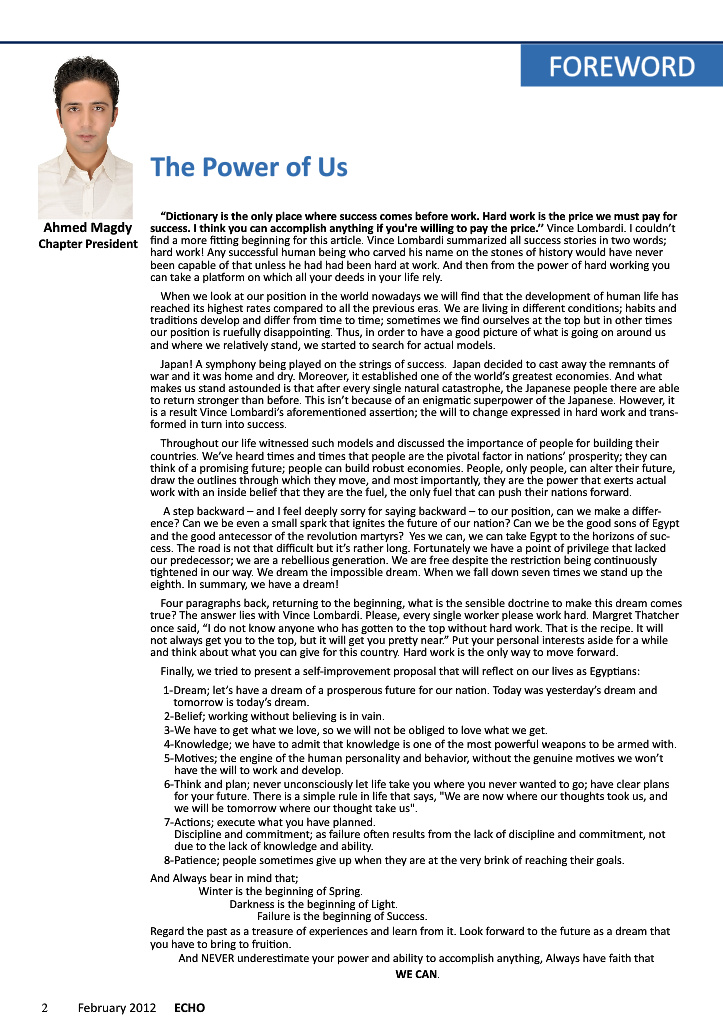 FOREWORD
The Power of Us
Ahmed Magdy
Chapter President
“Dictionary is the only place where success comes before work. Hard work is the price we must pay for
success. I think you can accomplish anything if you're willing to pay the price.’’ Vince Lombardi. I couldn’t
find a more fitting beginning for this article. Vince Lombardi summarized all success stories in two words;
hard work! Any successful human being who carved his name on the stones of history would have never
been capable of that unless he had had been hard at work. And then from the power of hard working you
can take a platform on which all your deeds in your life rely.
When we look at our position in the world nowadays we will find that the development of human life has
reached its highest rates compared to all the previous eras. We are living in different conditions; habits and
traditions develop and differ from time to time; sometimes we find ourselves at the top but in other times
our position is ruefully disappointing. Thus, in order to have a good picture of what is going on around us
and where we relatively stand, we started to search for actual models.
Japan! A symphony being played on the strings of success.  Japan decided to cast away the remnants of
war and it was home and dry. Moreover, it established one of the world’s greatest economies. And what
makes us stand astounded is that after every single natural catastrophe, the Japanese people there are able
to return stronger than before. This isn’t because of an enigmatic superpower of the Japanese. However, it
is a result Vince Lombardi’s aforementioned assertion; the will to change expressed in hard work and trans-
formed in turn into success.
Throughout our life witnessed such models and discussed the importance of people for building their
countries. We’ve heard times and times that people are the pivotal factor in nations’ prosperity; they can
think of a promising future; people can build robust economies. People, only people, can alter their future,
draw the outlines through which they move, and most importantly, they are the power that exerts actual
work with an inside belief that they are the fuel, the only fuel that can push their nations forward.
A step backward – and I feel deeply sorry for saying backward – to our position, can we make a differ-
ence? Can we be even a small spark that ignites the future of our nation? Can we be the good sons of Egypt
and the good antecessor of the revolution martyrs?  Yes we can, we can take Egypt to the horizons of suc-
cess. The road is not that difficult but it’s rather long. Fortunately we have a point of privilege that lacked
our predecessor; we are a rebellious generation. We are free despite the restriction being continuously
tightened in our way. We dream the impossible dream. When we fall down seven times we stand up the
eighth. In summary, we have a dream!
Four paragraphs back, returning to the beginning, what is the sensible doctrine to make this dream comes
true? The answer lies with Vince Lombardi. Please, every single worker please work hard. Margret Thatcher
once said, “I do not know anyone who has gotten to the top without hard work. That is the recipe. It will
not always get you to the top, but it will get you pretty near.” Put your personal interests aside for a while
and think about what you can give for this country. Hard work is the only way to move forward.
Finally, we tried to present a self-improvement proposal that will reflect on our lives as Egyptians:
1-Dream; let’s have a dream of a prosperous future for our nation. Today was yesterday’s dream and
tomorrow is today’s dream.
2-Belief; working without believing is in vain.
3-We have to get what we love, so we will not be obliged to love what we get.
4-Knowledge; we have to admit that knowledge is one of the most powerful weapons to be armed with.
5-Motives; the engine of the human personality and behavior, without the genuine motives we won’t
have the will to work and develop.
6-Think and plan; never unconsciously let life take you where you never wanted to go; have clear plans
for your future. There is a simple rule in life that says, "We are now where our thoughts took us, and
we will be tomorrow where our thought take us".
7-Actions; execute what you have planned.
Discipline and commitment; as failure often results from the lack of discipline and commitment, not
due to the lack of knowledge and ability.
8-Patience; people sometimes give up when they are at the very brink of reaching their goals.
And Always bear in mind that;
Winter is the beginning of Spring.
Darkness is the beginning of Light.
Failure is the beginning of Success.
Regard the past as a treasure of experiences and learn from it. Look forward to the future as a dream that
you have to bring to fruition.
And NEVER underestimate your power and ability to accomplish anything, Always have faith that
WE CAN.
2 February 2012 ECHO